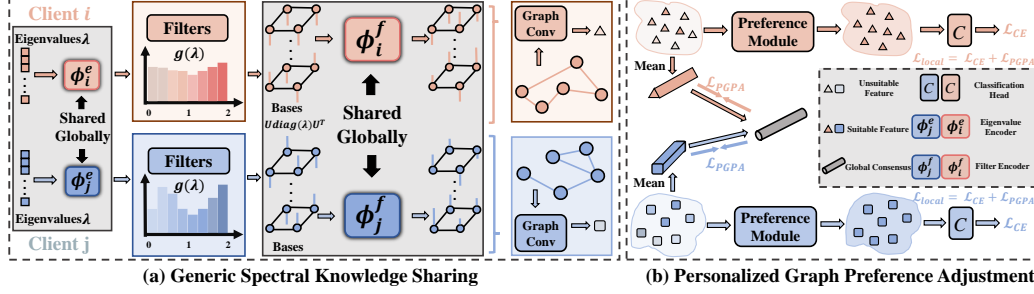 Client i
Eigenvalues λ
ϕ_i^e
Shared
Globally
ϕ_j^e
Eigenvalues λ
Client j
Filters
g(λ)
0 1 2
Filters
g(λ)
0 1 2
Bases
Udiag(λ)U^T
Bases
ϕ_i^f
Shared
Globally
ϕ_j^f
Graph
Conv
Graph
Conv
(a) Generic Spectral Knowledge Sharing
Preference
Module
C
ℒ_CE
ℒ_local = ℒ_CE + ℒ_PGPA
Mean
ℒ_PGPA
ℒ_PGPA
Mean
Unsuitable
Feature
C C
Classification
Head
Suitable Feature
ϕ_j^e ϕ_i^e
Eigenvalue
Encoder
Global Consensus
ϕ_j^f ϕ_i^f
Filter Encoder
ℒ_local = ℒ_CE + ℒ_PGPA
Preference
Module
C
ℒ_CE
(b) Personalized Graph Preference Adjustment